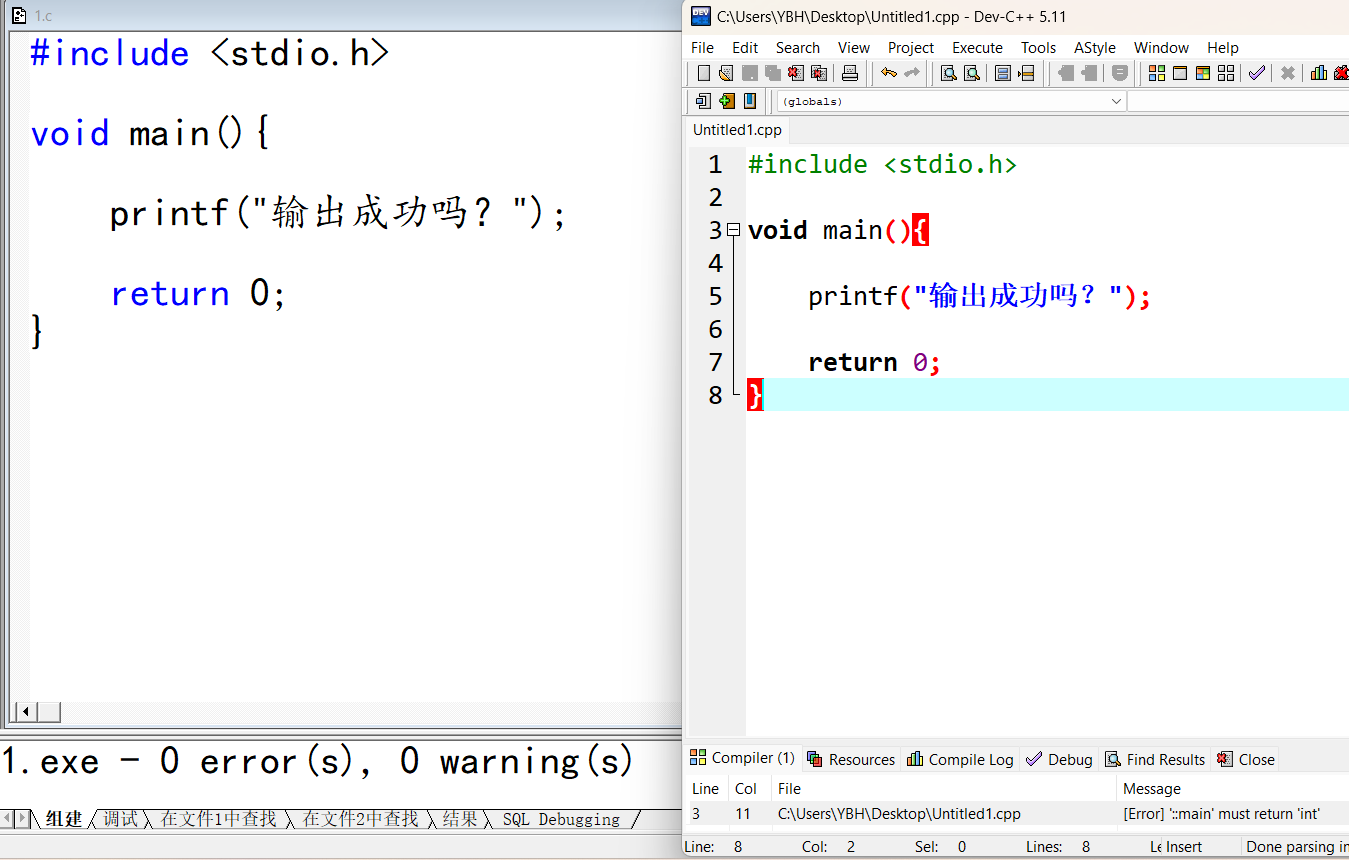 1.c
#include <stdio.h>
void main(){
printf("输出成功吗？");
return 0;
}
1.exe - 0 error(s), 0 warning(s)
组建 调试 在文件1中查找 在文件2中查找 结果 SQL Debugging
C:\Users\YBH\Desktop\Untitled1.cpp - Dev-C++ 5.11
File Edit Search View Project Execute Tools AStyle Window Help
(globals)
Untitled1.cpp
1 #include <stdio.h>
2
3 void main(){
4
5 printf("输出成功吗？");
6
7 return 0;
8 }
Compiler (1) Resources Compile Log Debug Find Results Close
Line Col File Message
3 11 C:\Users\YBH\Desktop\Untitled1.cpp [Error] '::main' must return 'int'
Line: 8 Col: 2 Sel: 0 Lines: 8 Le Insert Done parsing in